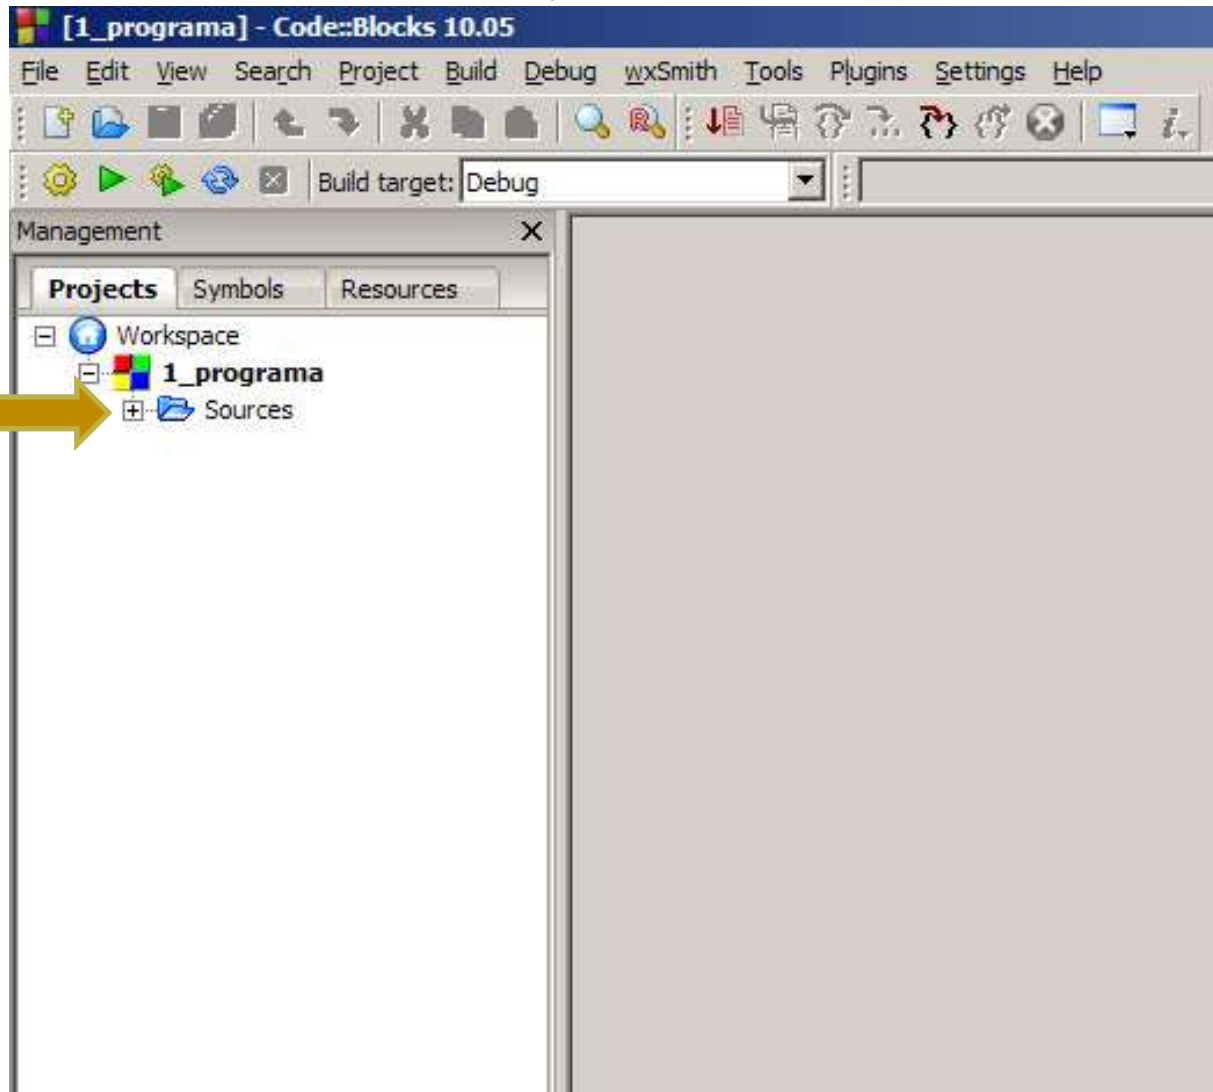 [1_programa] - Code::Blocks 10.05
File Edit View Search Project Build Debug wxSmith Tools Plugins Settings Help
Build target: Debug
Management
Projects Symbols Resources
Workspace
1_programa
Sources